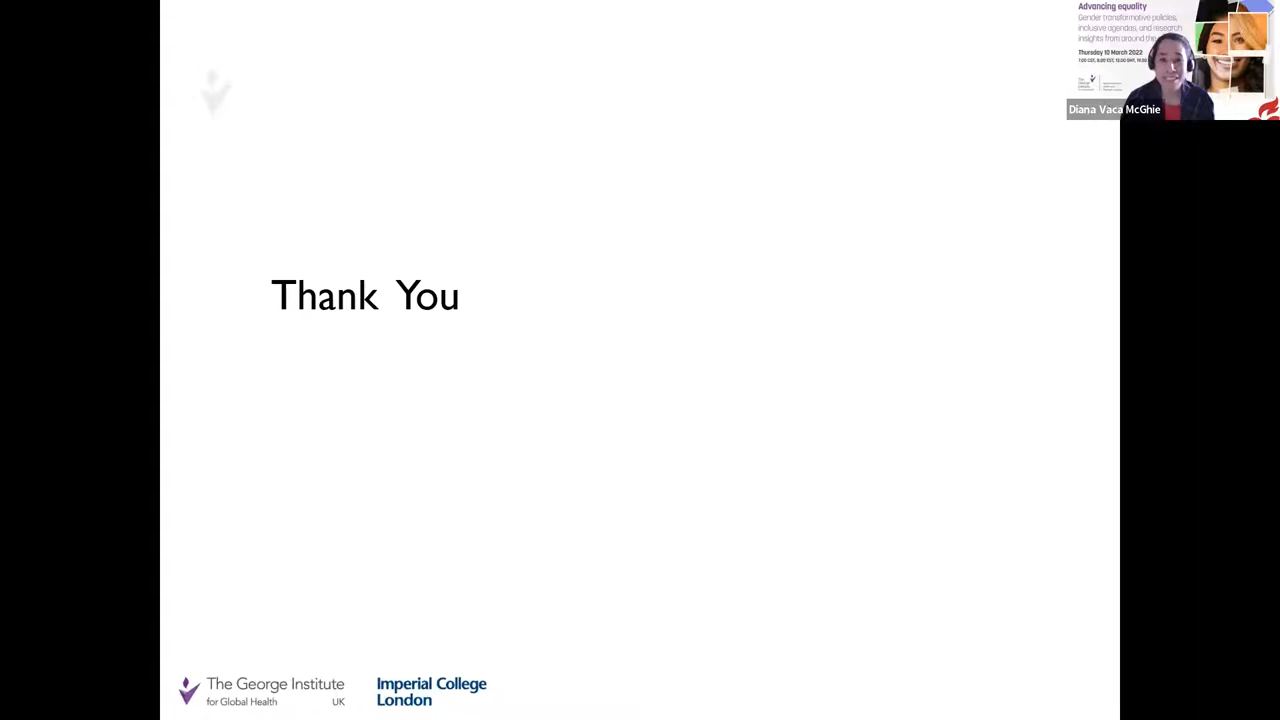 Advancing equality
Gender transformative policies,
inclusive agendas, and research
insights from around the
Thursday 10 March 2022
Diana Vaca McGhie
Thank You
The George Institute
for Global Health UK
Imperial College
London